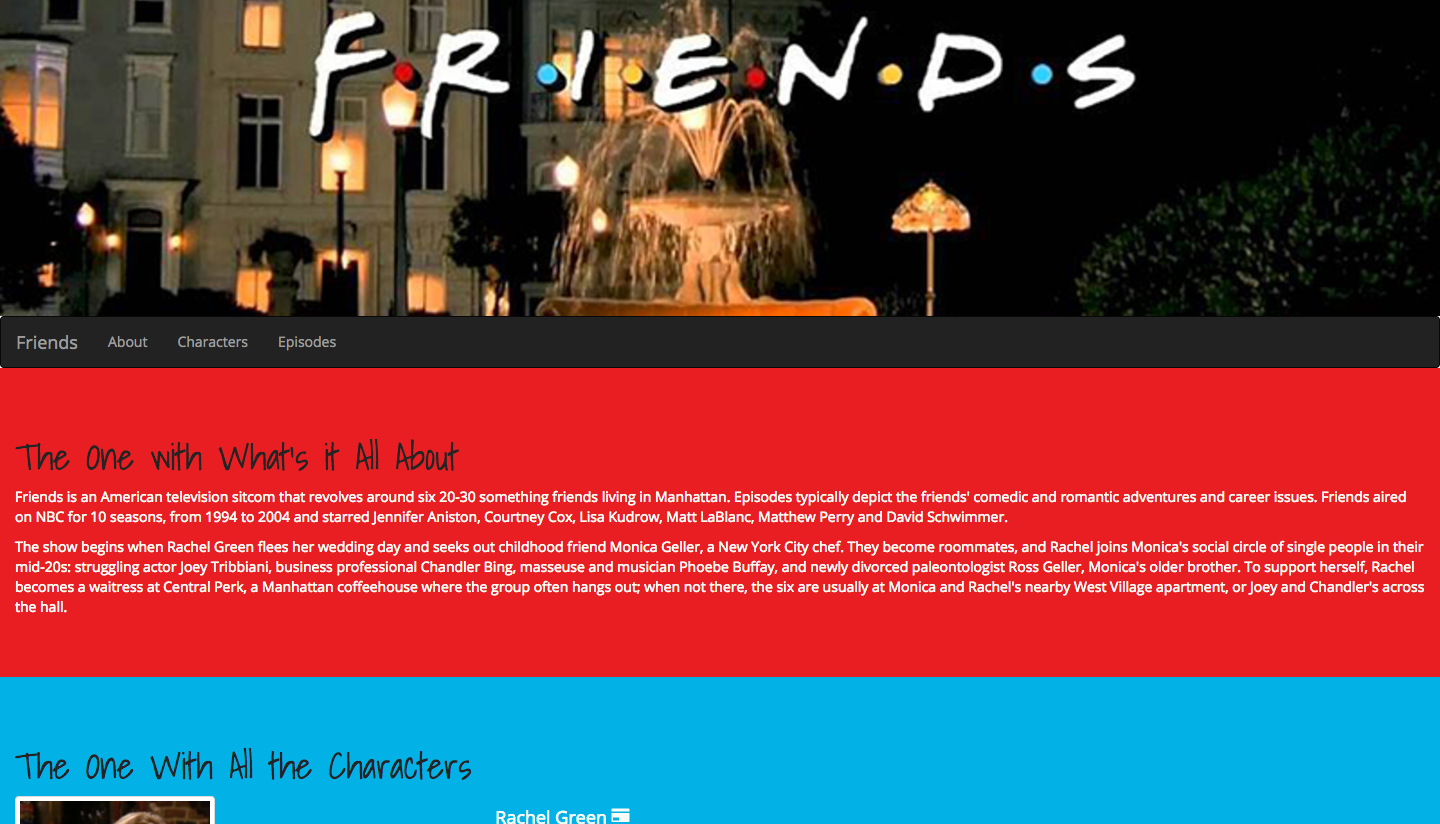 F·R·I·E·N·D·S
Friends About Characters Episodes
The One with What's it All About
Friends is an American television sitcom that revolves around six 20-30 something friends living in Manhattan. Episodes typically depict the friends' comedic and romantic adventures and career issues. Friends aired
on NBC for 10 seasons, from 1994 to 2004 and starred Jennifer Aniston, Courtney Cox, Lisa Kudrow, Matt LaBlanc, Matthew Perry and David Schwimmer.
The show begins when Rachel Green flees her wedding day and seeks out childhood friend Monica Geller, a New York City chef. They become roommates, and Rachel joins Monica's social circle of single people in their
mid-20s: struggling actor Joey Tribbiani, business professional Chandler Bing, masseuse and musician Phoebe Buffay, and newly divorced paleontologist Ross Geller, Monica's older brother. To support herself, Rachel
becomes a waitress at Central Perk, a Manhattan coffeehouse where the group often hangs out; when not there, the six are usually at Monica and Rachel's nearby West Village apartment, or Joey and Chandler's across
the hall.
The One With All the Characters
Rachel Green